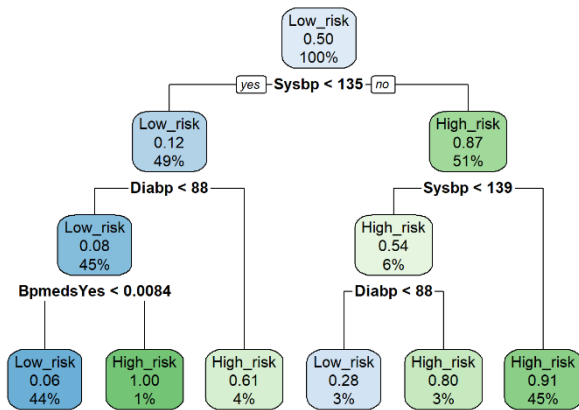 Low_risk
0.50
100%
yes Sysbp < 135 no
Low_risk
0.12
49%
High_risk
0.87
51%
Diabp < 88
Sysbp < 139
Low_risk
0.08
45%
High_risk
0.54
6%
BpmedsYes < 0.0084
Diabp < 88
Low_risk
0.06
44%
High_risk
1.00
1%
High_risk
0.61
4%
Low_risk
0.28
3%
High_risk
0.80
3%
High_risk
0.91
45%